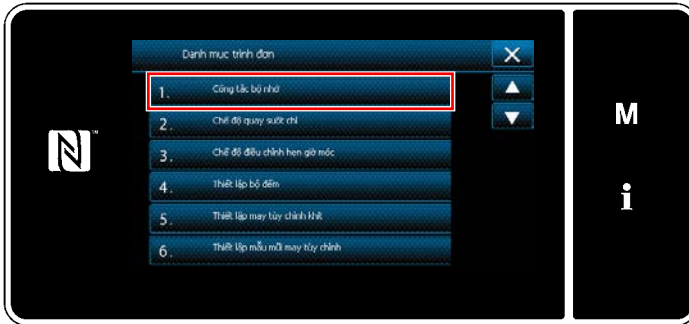 Danh mục trình đơn
1. Công tắc bộ nhớ
2. Chế độ quay suốt chỉ
3. Chế độ điều chỉnh hẹn giờ móc
4. Thiết lập bộ đếm
5. Thiết lập may tùy chỉnh khít
6. Thiết lập mẫu mũi may tùy chỉnh
M
i